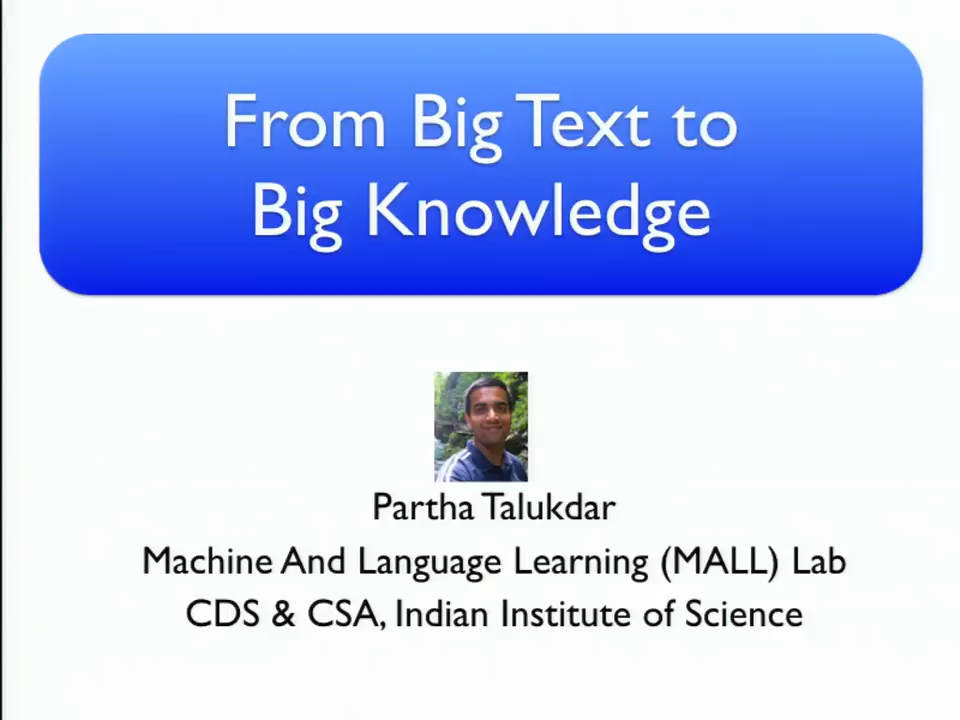 From Big Text to
Big Knowledge
Partha Talukdar
Machine And Language Learning (MALL) Lab
CDS & CSA, Indian Institute of Science